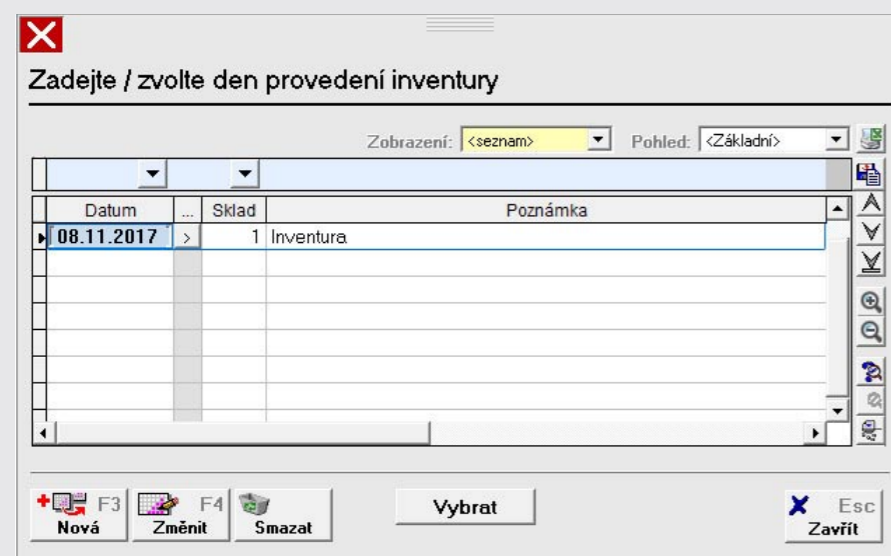 Zadejte / zvolte den provedení inventury
Zobrazení: <seznam> Pohled: <Základní>
Datum ... Sklad Poznámka
08.11.2017 > 1 Inventura
F3 F4 Esc
Nová Změnit Smazat Vybrat Zavřít